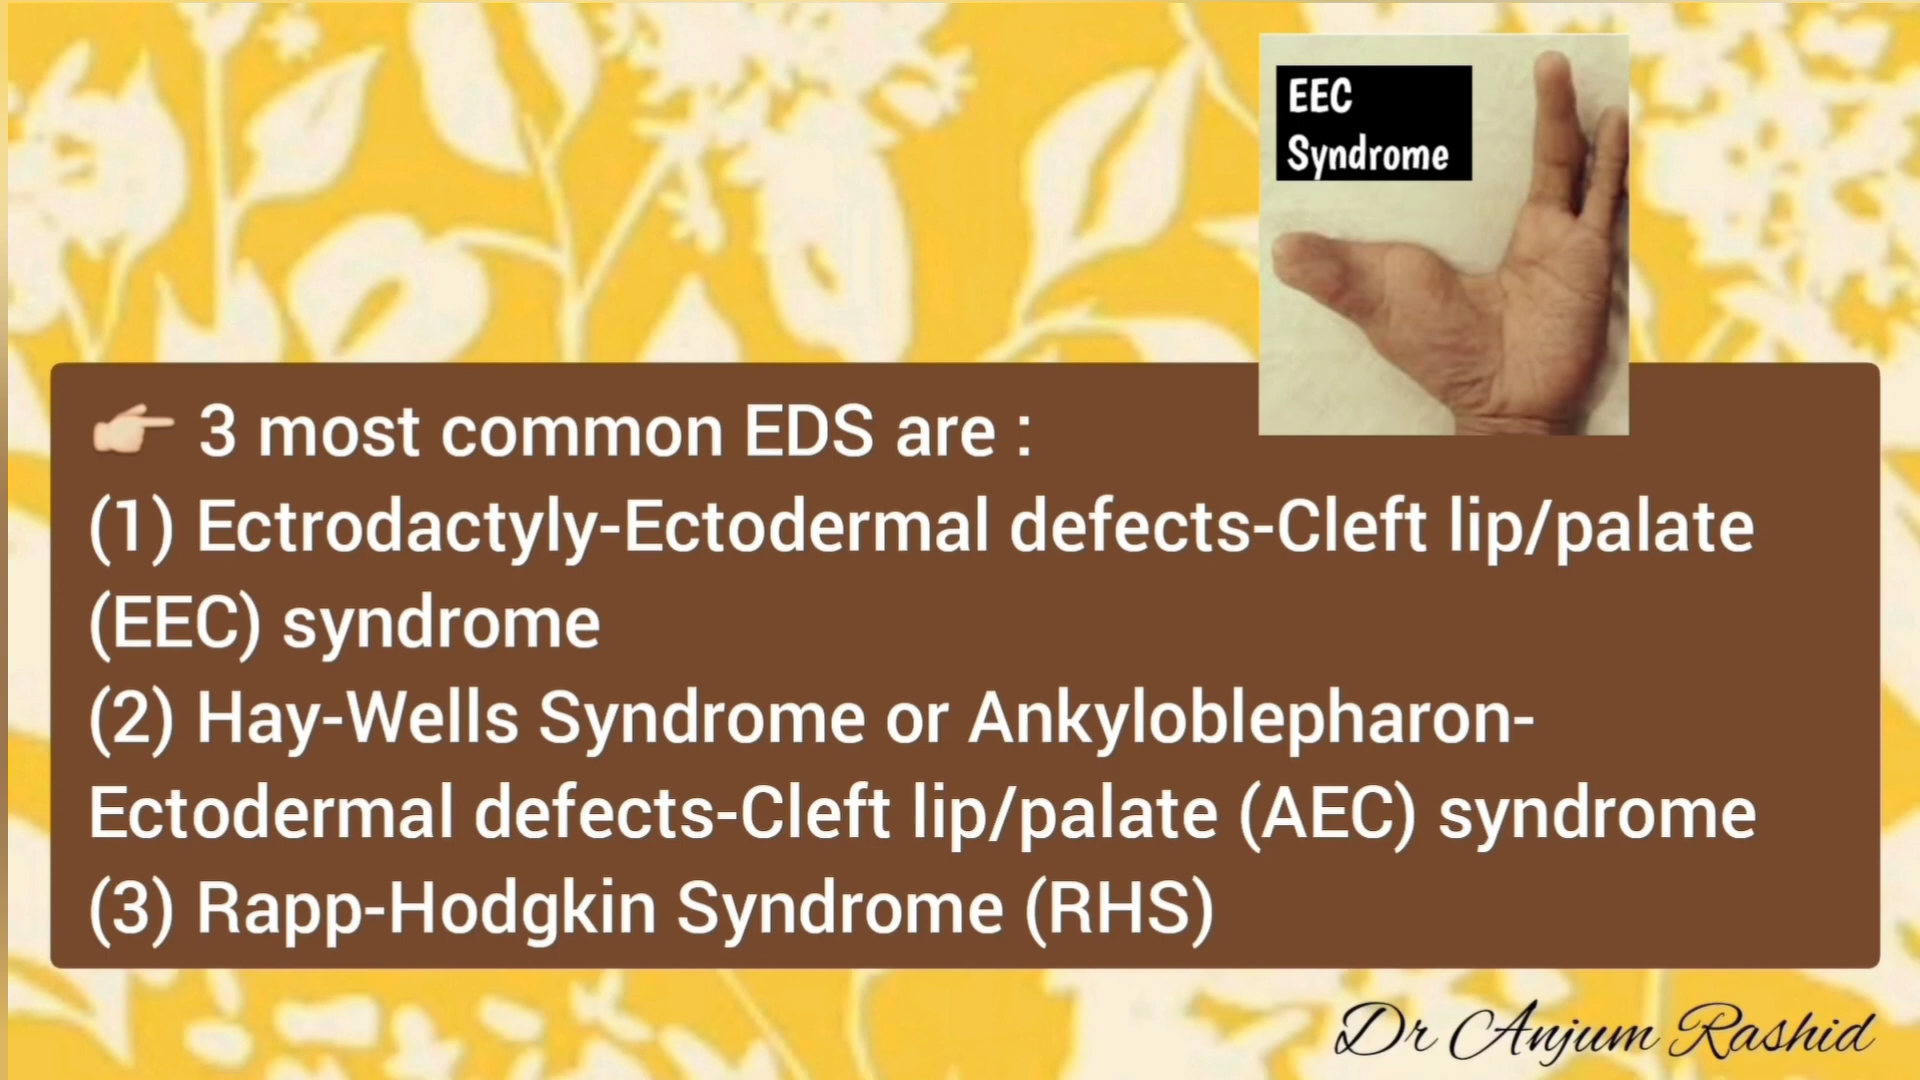 EEC
Syndrome
👉 3 most common EDS are :
(1) Ectrodactyly-Ectodermal defects-Cleft lip/palate
(EEC) syndrome
(2) Hay-Wells Syndrome or Ankyloblepharon-
Ectodermal defects-Cleft lip/palate (AEC) syndrome
(3) Rapp-Hodgkin Syndrome (RHS)
Dr Anjum Rashid